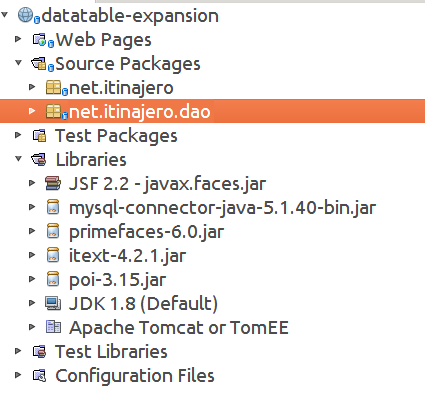 datatable-expansion
Web Pages
Source Packages
net.itinajero
net.itinajero.dao
Test Packages
Libraries
JSF 2.2 - javax.faces.jar
mysql-connector-java-5.1.40-bin.jar
primefaces-6.0.jar
itext-4.2.1.jar
poi-3.15.jar
JDK 1.8 (Default)
Apache Tomcat or TomEE
Test Libraries
Configuration Files